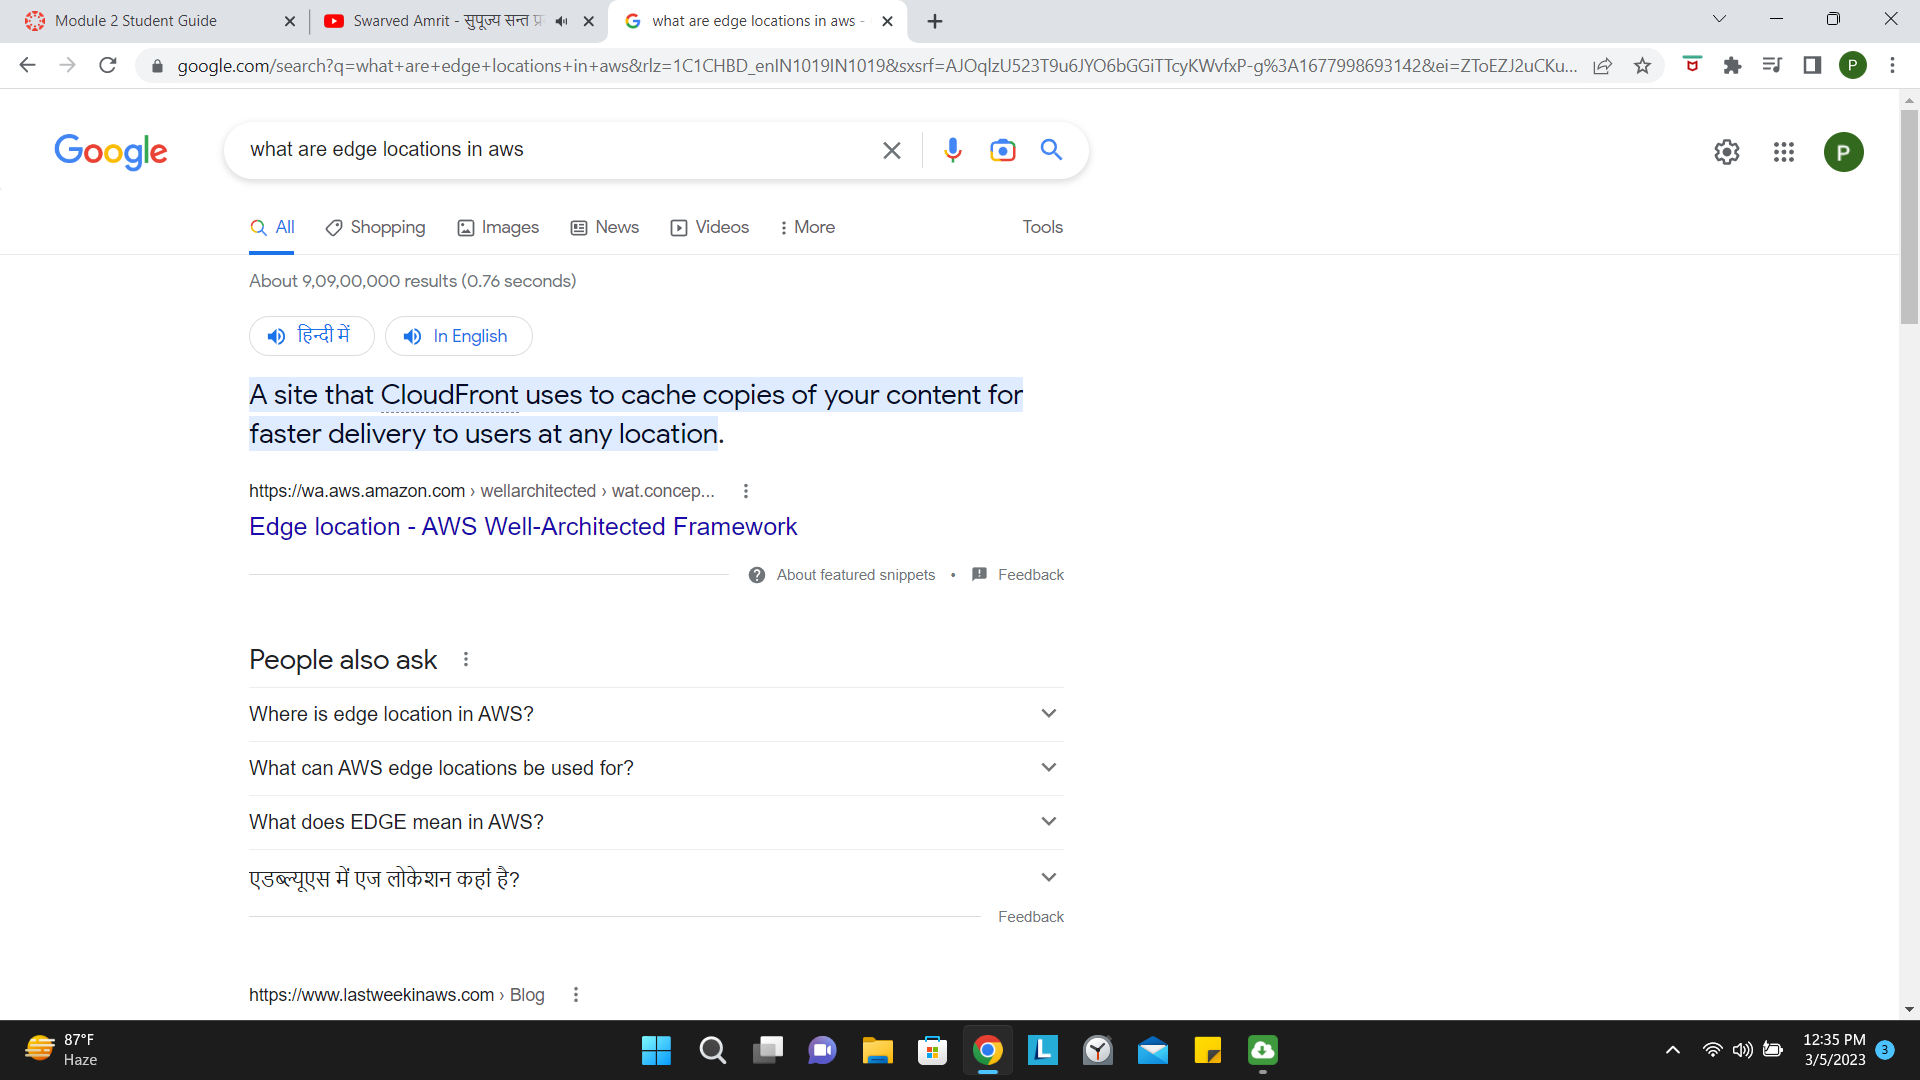 Module 2 Student Guide
Swarved Amrit - सुपूज्य सन्त प्र
what are edge locations in aws -
google.com/search?q=what+are+edge+locations+in+aws&rlz=1C1CHBD_enIN1019IN1019&sxsrf=AJOqlzU523T9u6JYO6bGGiTTcyKWvfxP-g%3A1677998693142&ei=ZToEZJ2uCKu...
P
Google
what are edge locations in aws
P
All
Shopping
Images
News
Videos
More
Tools
About 9,09,00,000 results (0.76 seconds)
हिन्दी में
In English
A site that CloudFront uses to cache copies of your content for
faster delivery to users at any location.
https://wa.aws.amazon.com › wellarchitected › wat.concep...
Edge location - AWS Well-Architected Framework
About featured snippets • Feedback
People also ask
Where is edge location in AWS?
What can AWS edge locations be used for?
What does EDGE mean in AWS?
एडब्ल्यूएस में एज लोकेशन कहां है?
Feedback
https://www.lastweekinaws.com › Blog
87°F
Haze
L
12:35 PM
3/5/2023
3